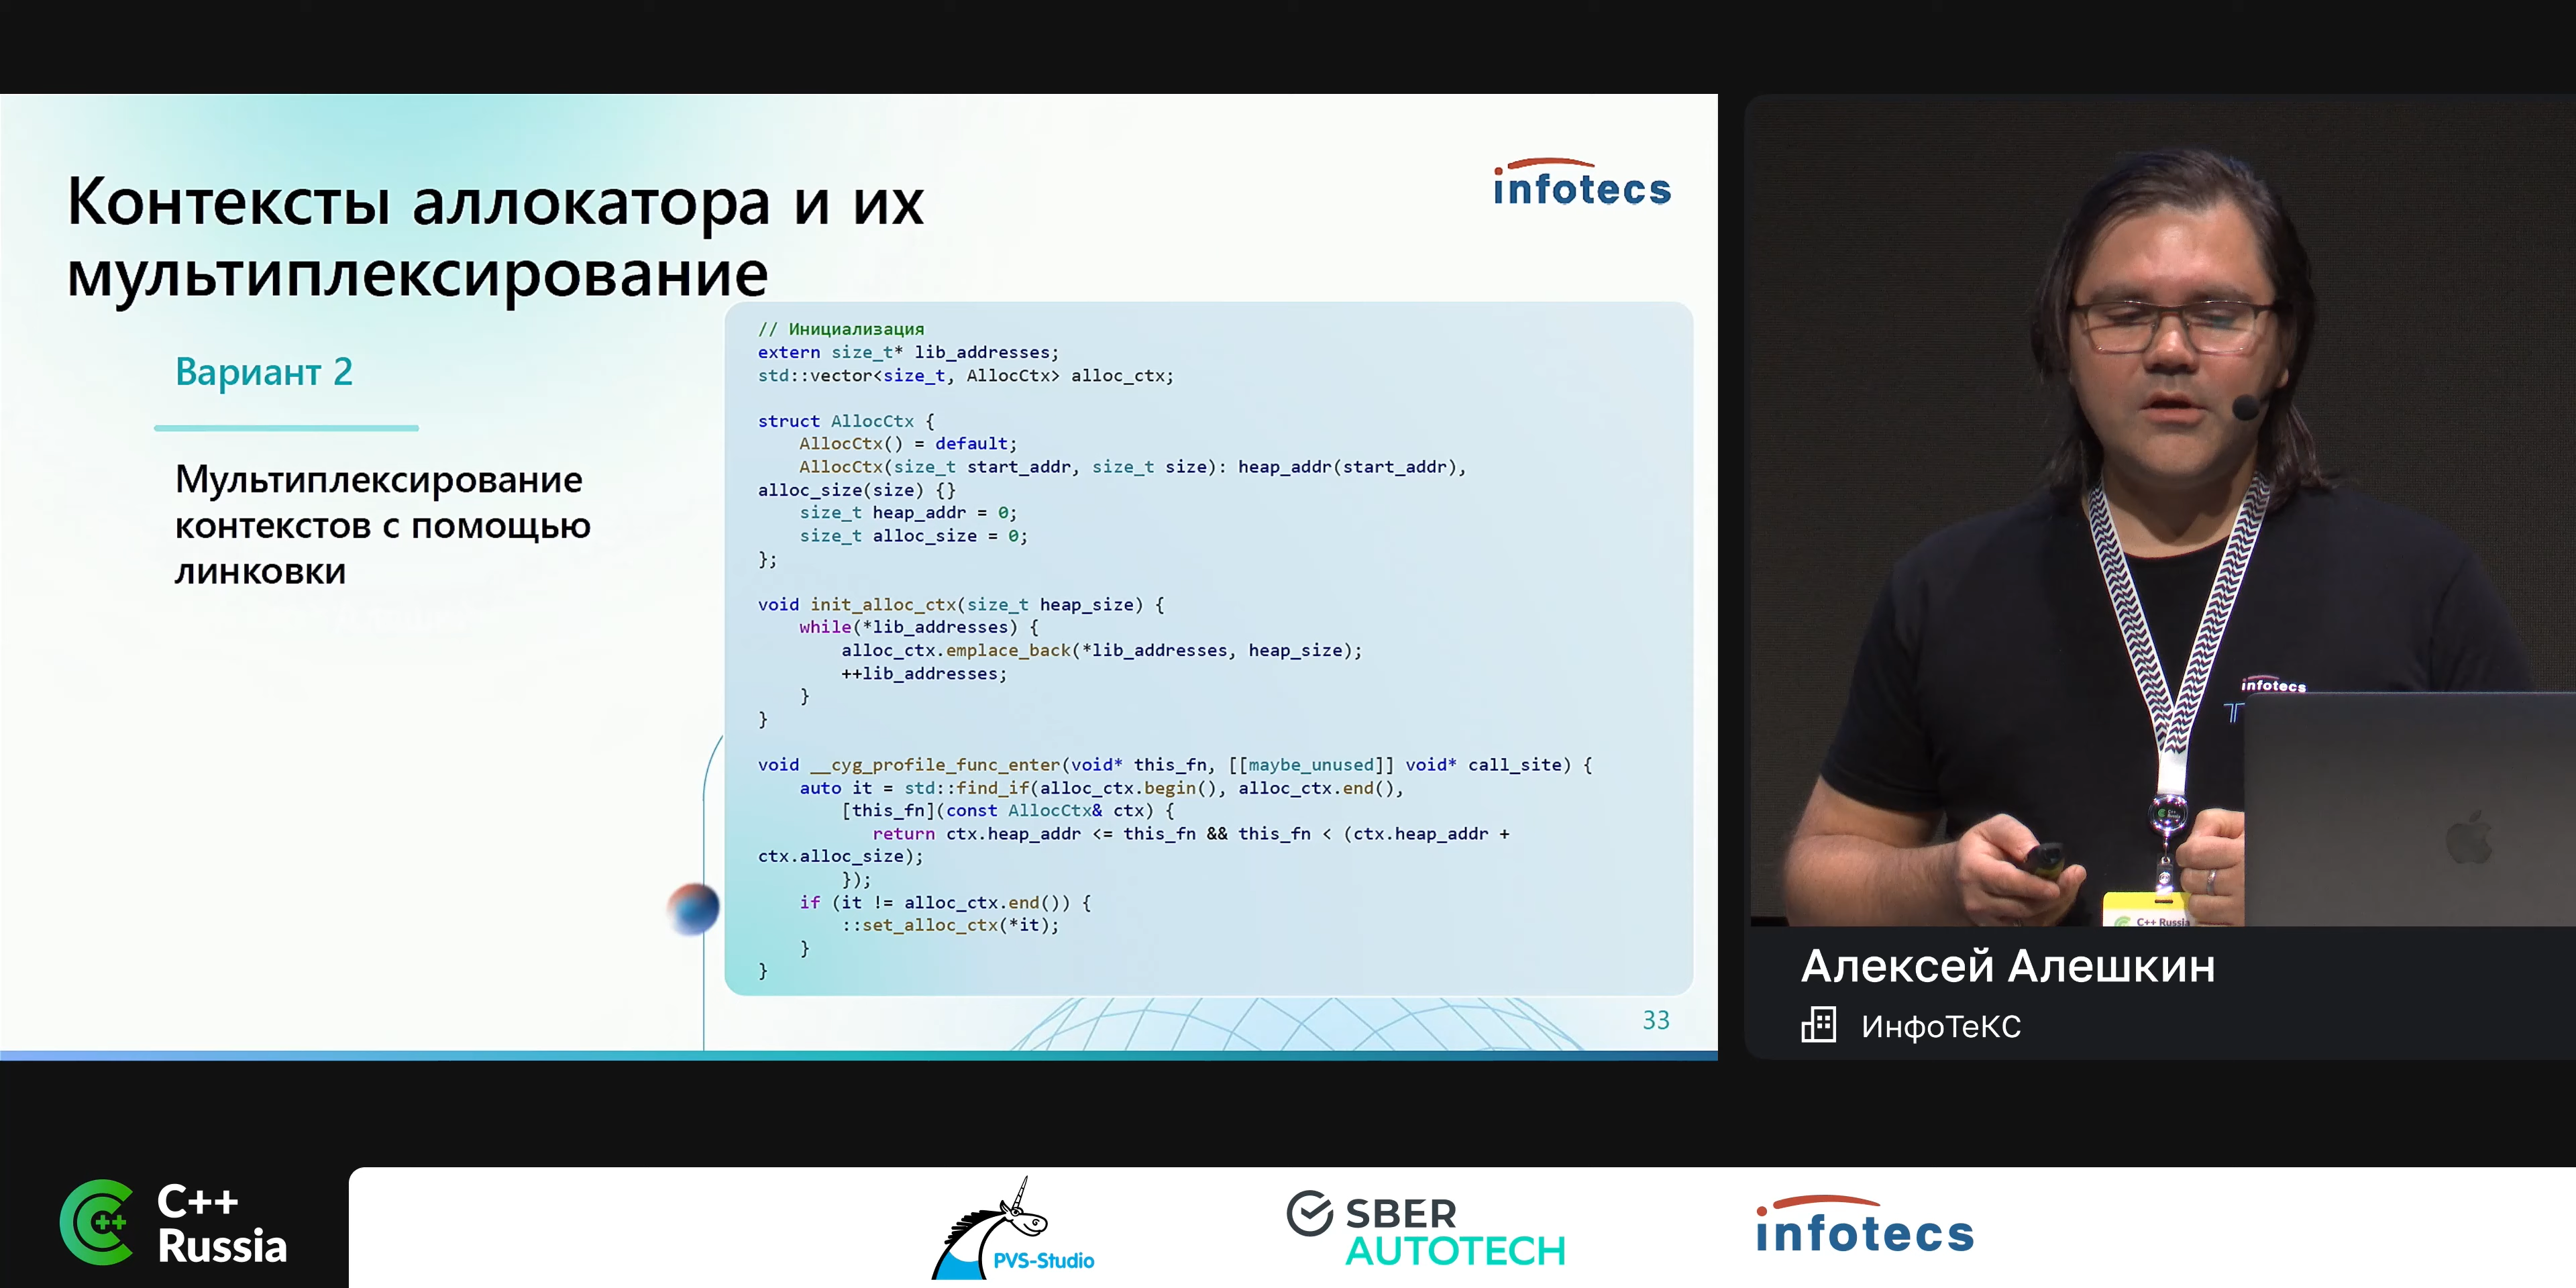 Контексты аллокатора и их
мультиплексирование
infotecs
Вариант 2
Мультиплексирование
контекстов с помощью
линковки
// Инициализация
extern size_t* lib_addresses;
std::vector<size_t, AllocCtx> alloc_ctx;
struct AllocCtx {
AllocCtx() = default;
AllocCtx(size_t start_addr, size_t size): heap_addr(start_addr),
alloc_size(size) {}
size_t heap_addr = 0;
size_t alloc_size = 0;
};
void init_alloc_ctx(size_t heap_size) {
while(*lib_addresses) {
alloc_ctx.emplace_back(*lib_addresses, heap_size);
++lib_addresses;
}
}
void __cyg_profile_func_enter(void* this_fn, [[maybe_unused]] void* call_site) {
auto it = std::find_if(alloc_ctx.begin(), alloc_ctx.end(),
[this_fn](const AllocCtx& ctx) {
return ctx.heap_addr <= this_fn && this_fn < (ctx.heap_addr +
ctx.alloc_size);
});
if (it != alloc_ctx.end()) {
::set_alloc_ctx(*it);
}
}
33
infotecs
C++ Russia
Алексей Алешкин
ИнфоТеКС
C++
Russia
PVS-Studio
SBER
AUTOTECH
infotecs